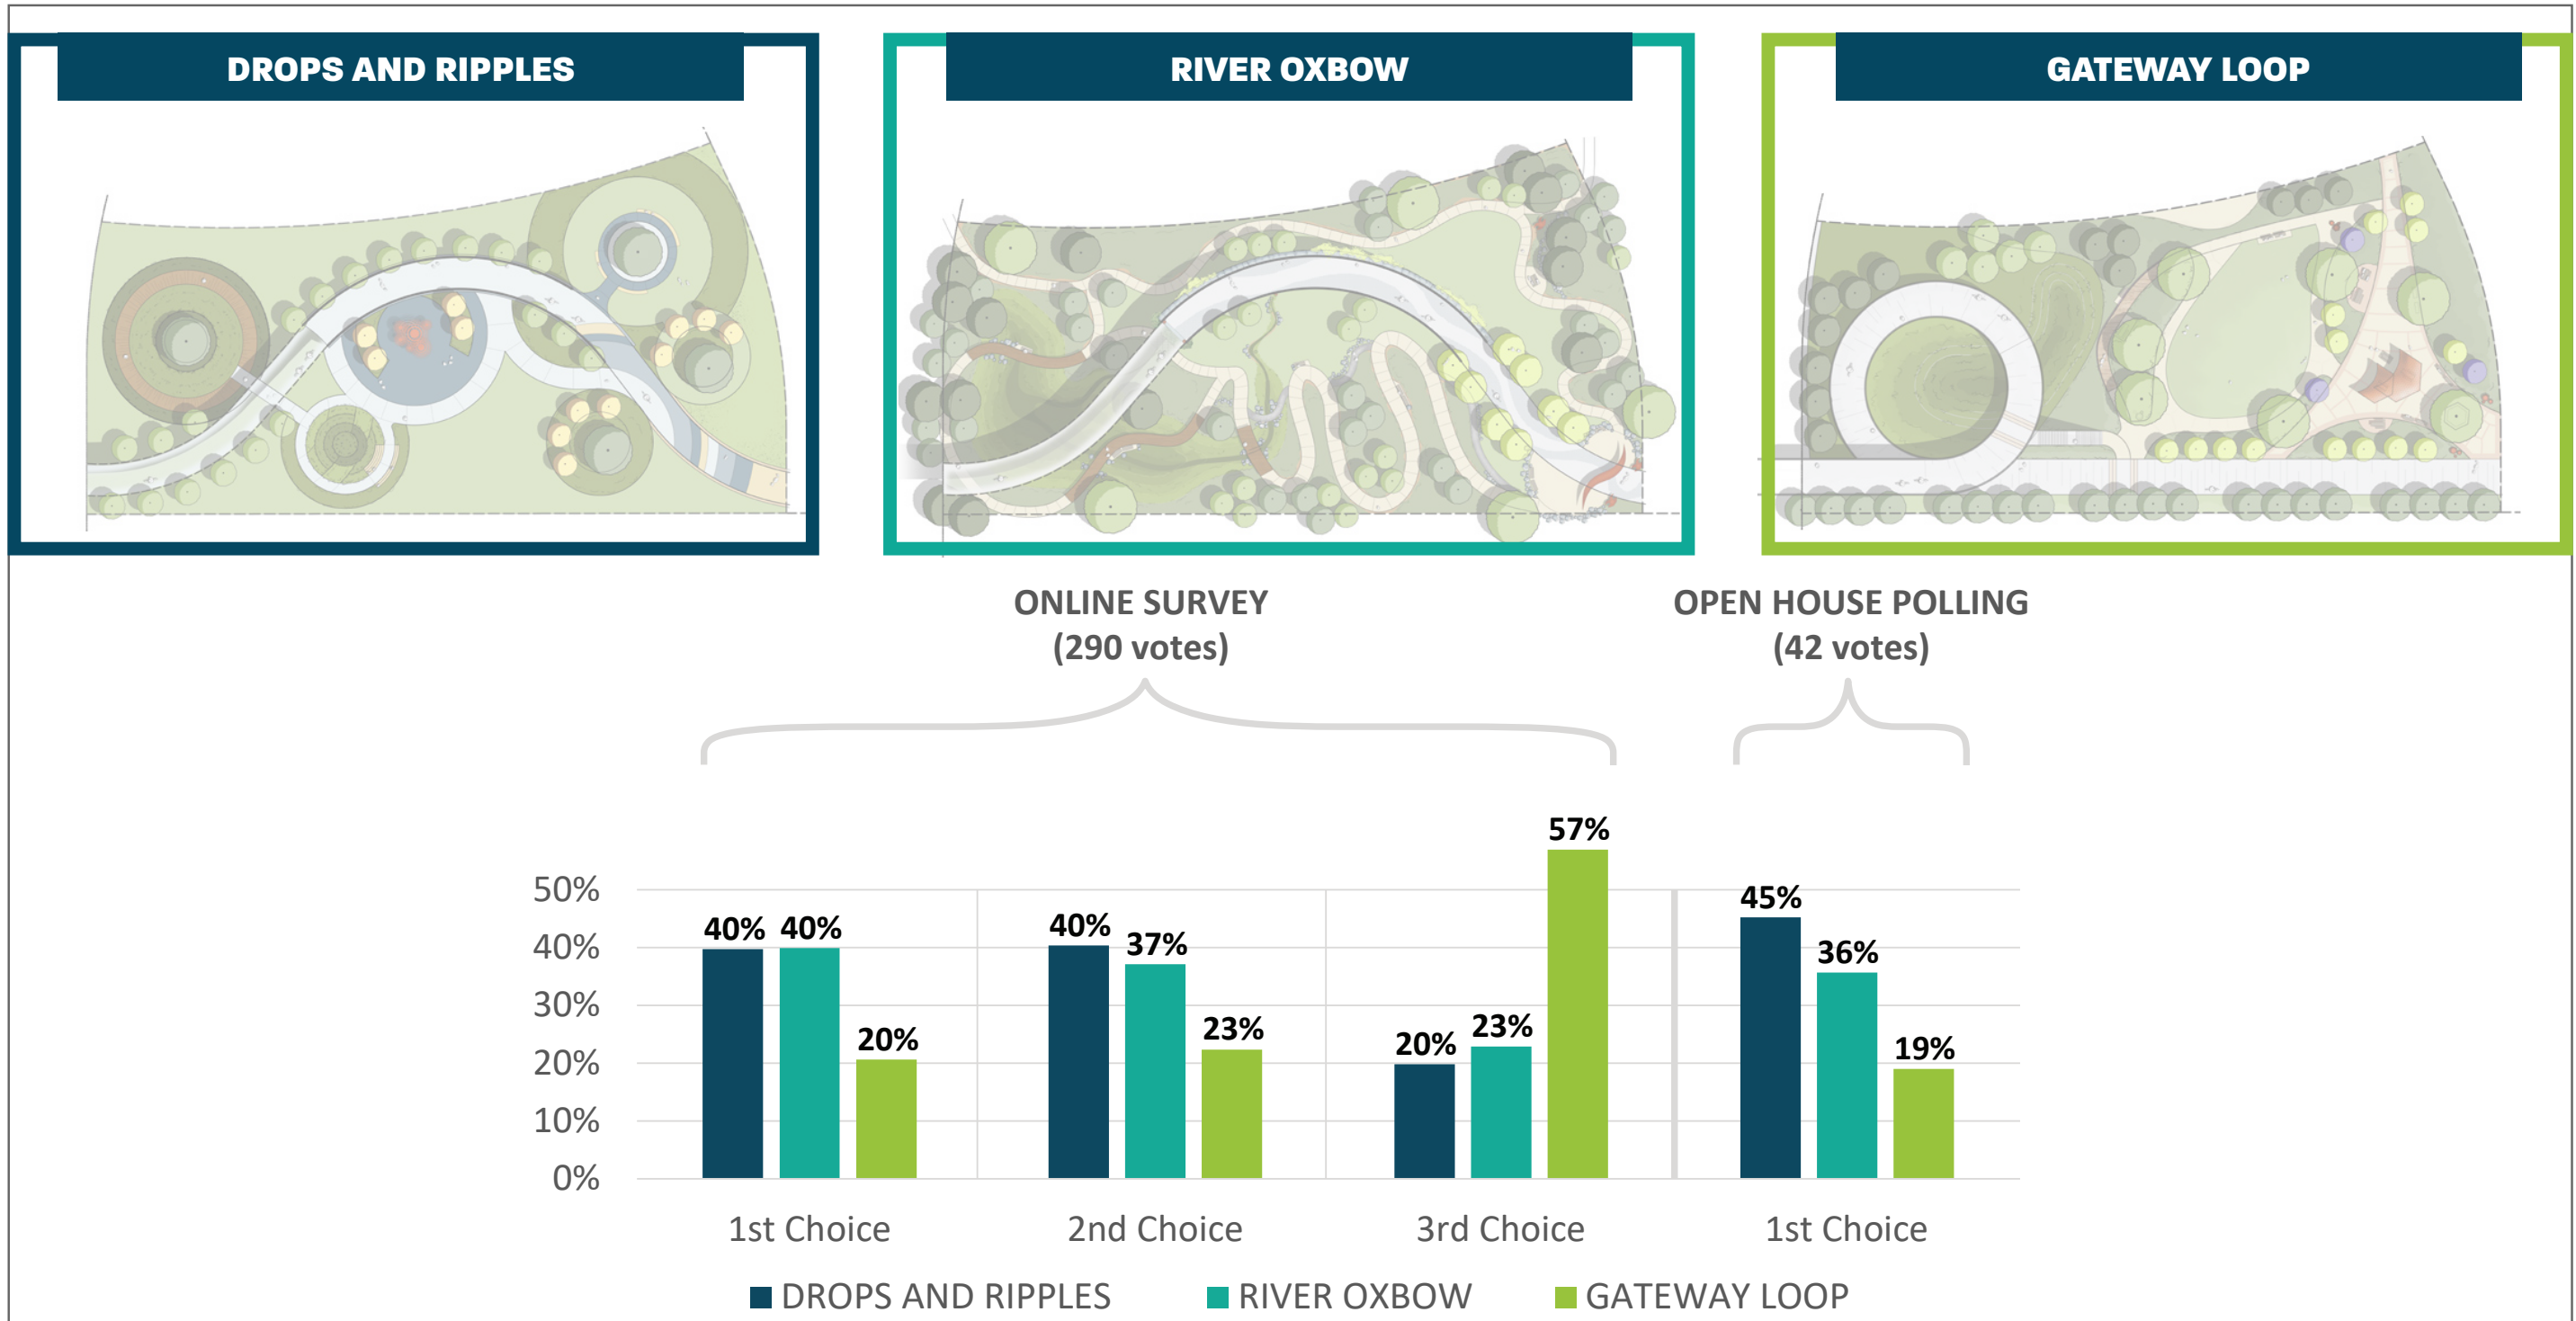 DROPS AND RIPPLES
RIVER OXBOW
GATEWAY LOOP
ONLINE SURVEY
(290 votes)
OPEN HOUSE POLLING
(42 votes)
57%
50%
45%
40% 40%
40%
37%
36%
40%
30%
20%
23%
20%
23%
19%
20%
10%
0%
1st Choice
2nd Choice
3rd Choice
1st Choice
DROPS AND RIPPLES
RIVER OXBOW
GATEWAY LOOP